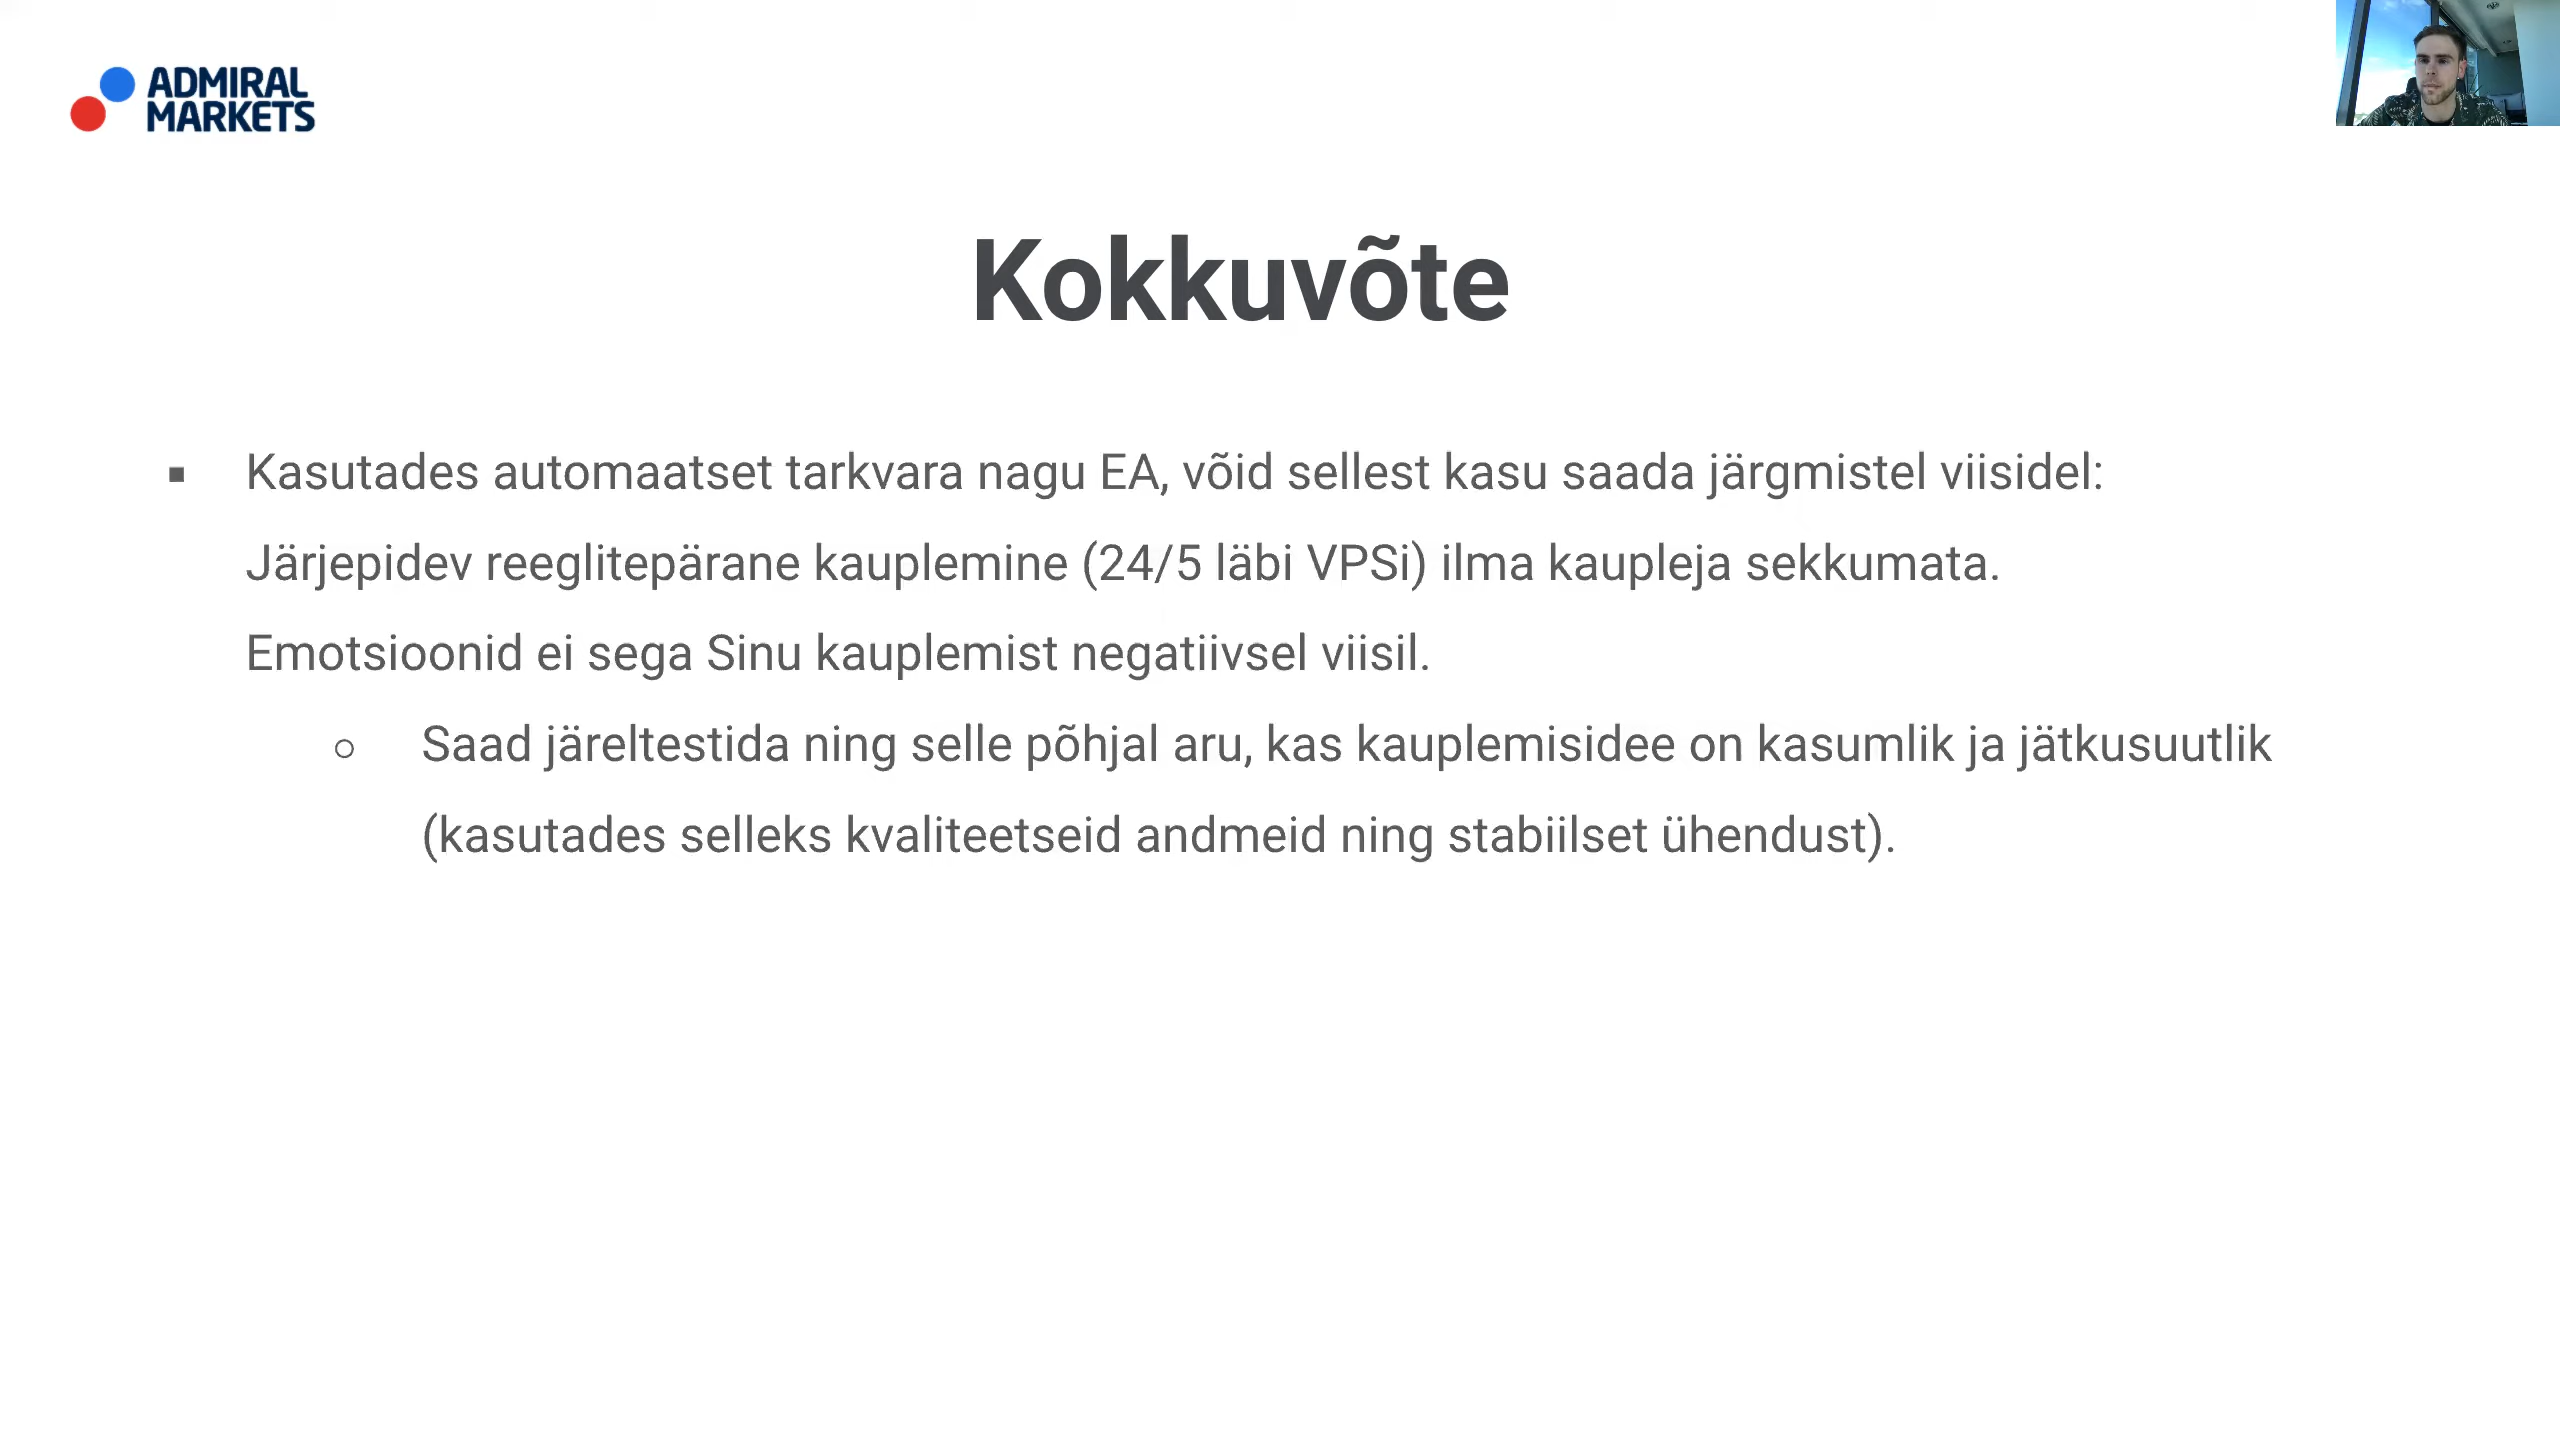 ADMIRAL
MARKETS
Kokkuvõte
▪ Kasutades automaatset tarkvara nagu EA, võid sellest kasu saada järgmistel viisidel:
Järjepidev reeglitepärane kauplemine (24/5 läbi VPSi) ilma kaupleja sekkumata.
Emotsioonid ei sega Sinu kauplemist negatiivsel viisil.
○ Saad järeltestida ning selle põhjal aru, kas kauplemisidee on kasumlik ja jätkusuutlik
(kasutades selleks kvaliteetseid andmeid ning stabiilset ühendust).